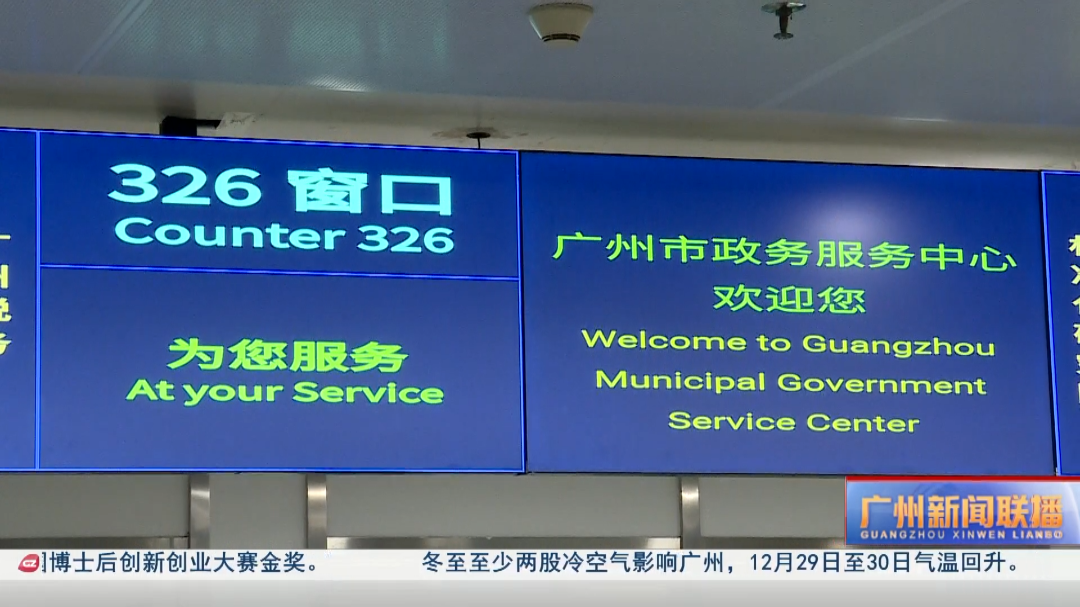 326 窗口
Counter 326
为您服务
At your Service
广州市政务服务中心
欢迎您
Welcome to Guangzhou
Municipal Government
Service Center
广州新闻联播
GUANGZHOU XINWEN LIANBO
博士后创新创业大赛金奖。 冬至至少两股冷空气影响广州，12月29日至30日气温回升。